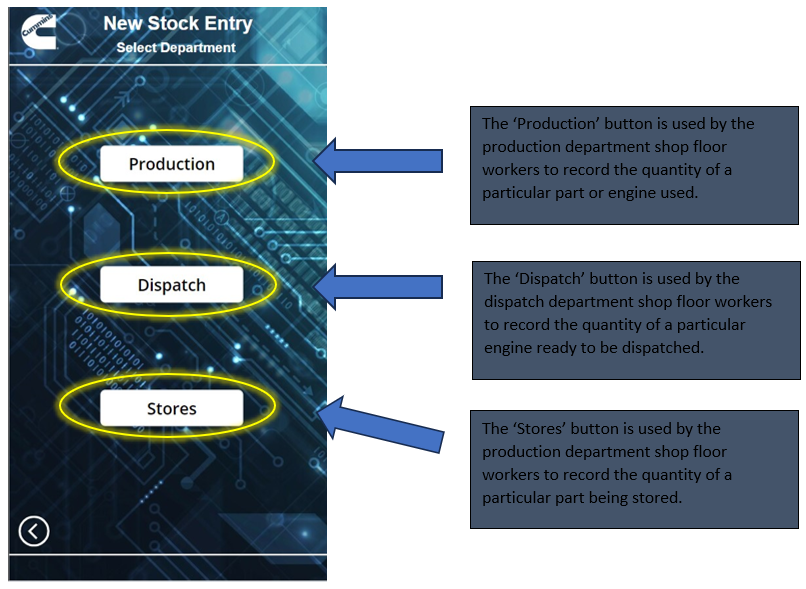 Cummins
New Stock Entry
Select Department
Production
The ‘Production’ button is used by the
production department shop floor
workers to record the quantity of a
particular part or engine used.
Dispatch
The ‘Dispatch’ button is used by the
dispatch department shop floor workers
to record the quantity of a particular
engine ready to be dispatched.
Stores
The ‘Stores’ button is used by the
production department shop floor
workers to record the quantity of a
particular part being stored.